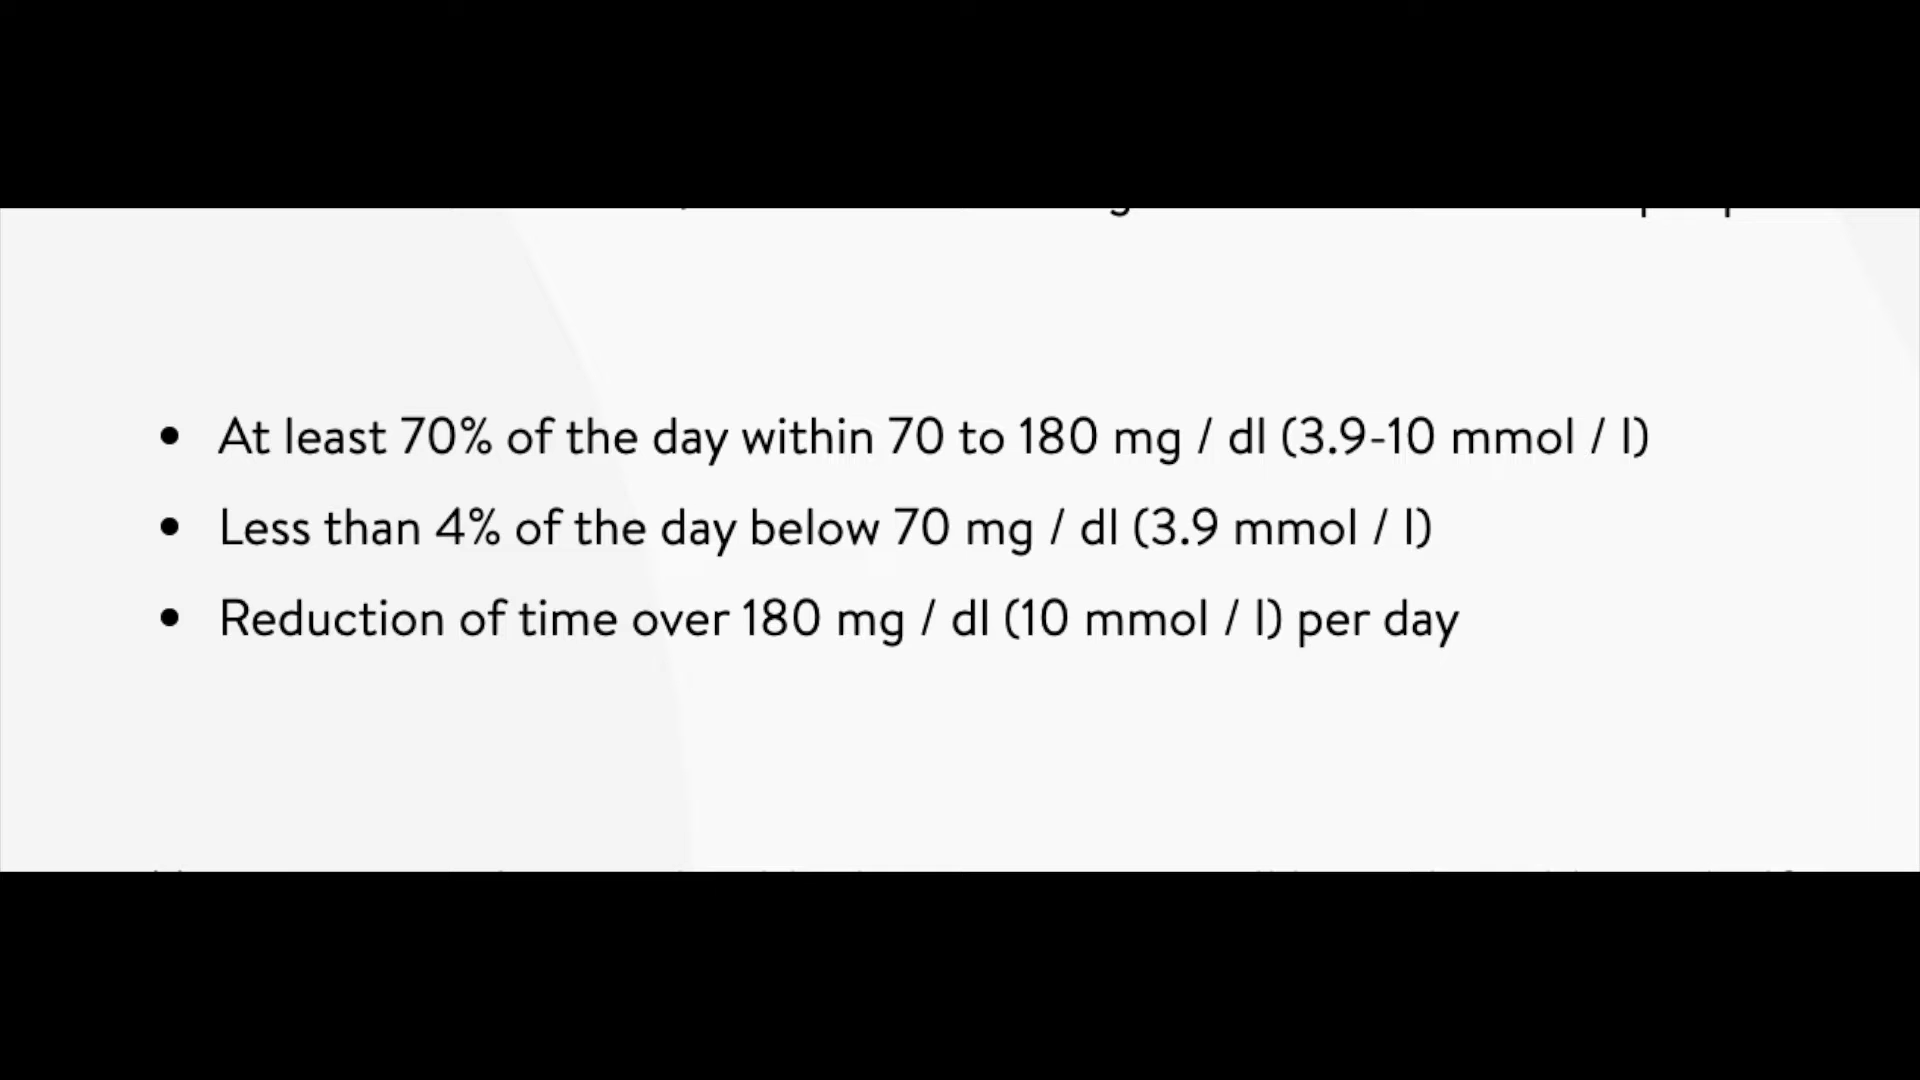 • At least 70% of the day within 70 to 180 mg / dl (3.9-10 mmol / l)
• Less than 4% of the day below 70 mg / dl (3.9 mmol / l)
• Reduction of time over 180 mg / dl (10 mmol / l) per day